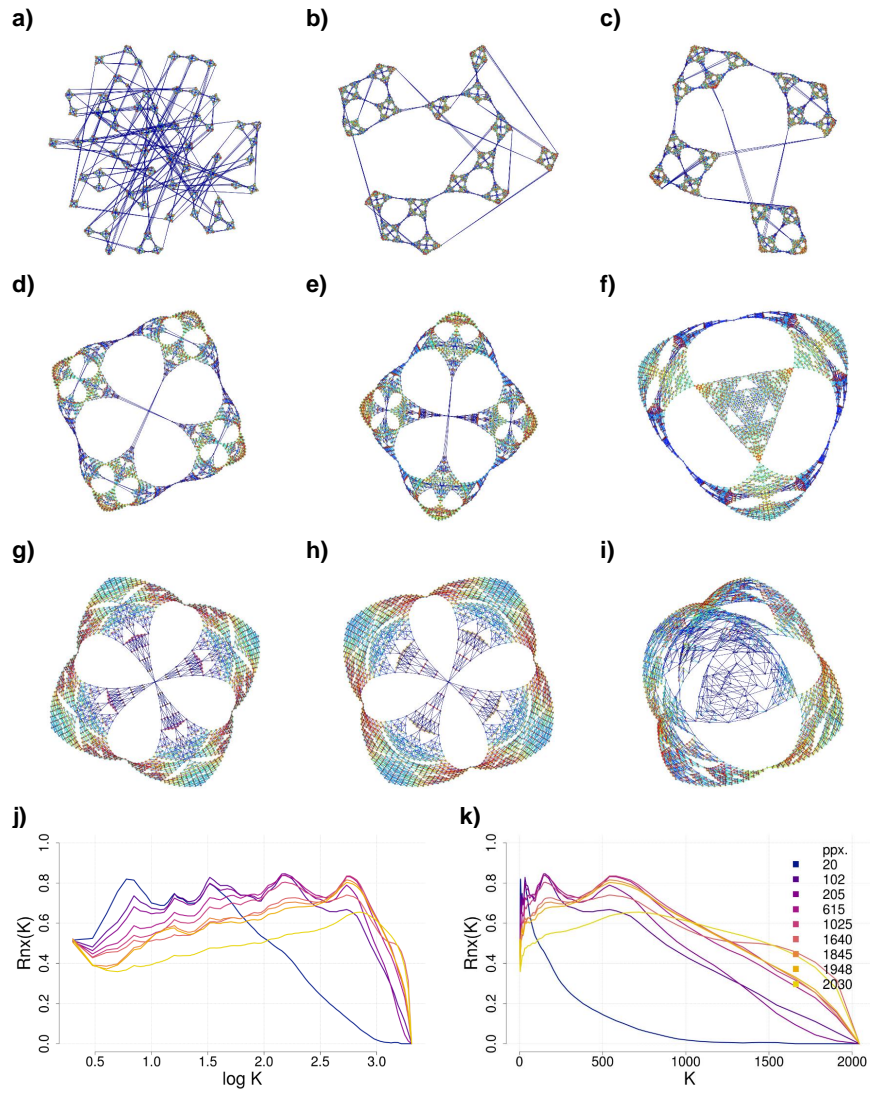 a) b) c)
d) e) f)
g) h) i)
j) k)
Rnx(K)
1.0
0.8
0.6
0.4
0.2
0.0
0.5 1.0 1.5 2.0 2.5 3.0
log K
Rnx(K)
1.0
0.8
0.6
0.4
0.2
0.0
0 500 1000 1500 2000
K
ppx.
20
102
205
615
1025
1640
1845
1948
2030